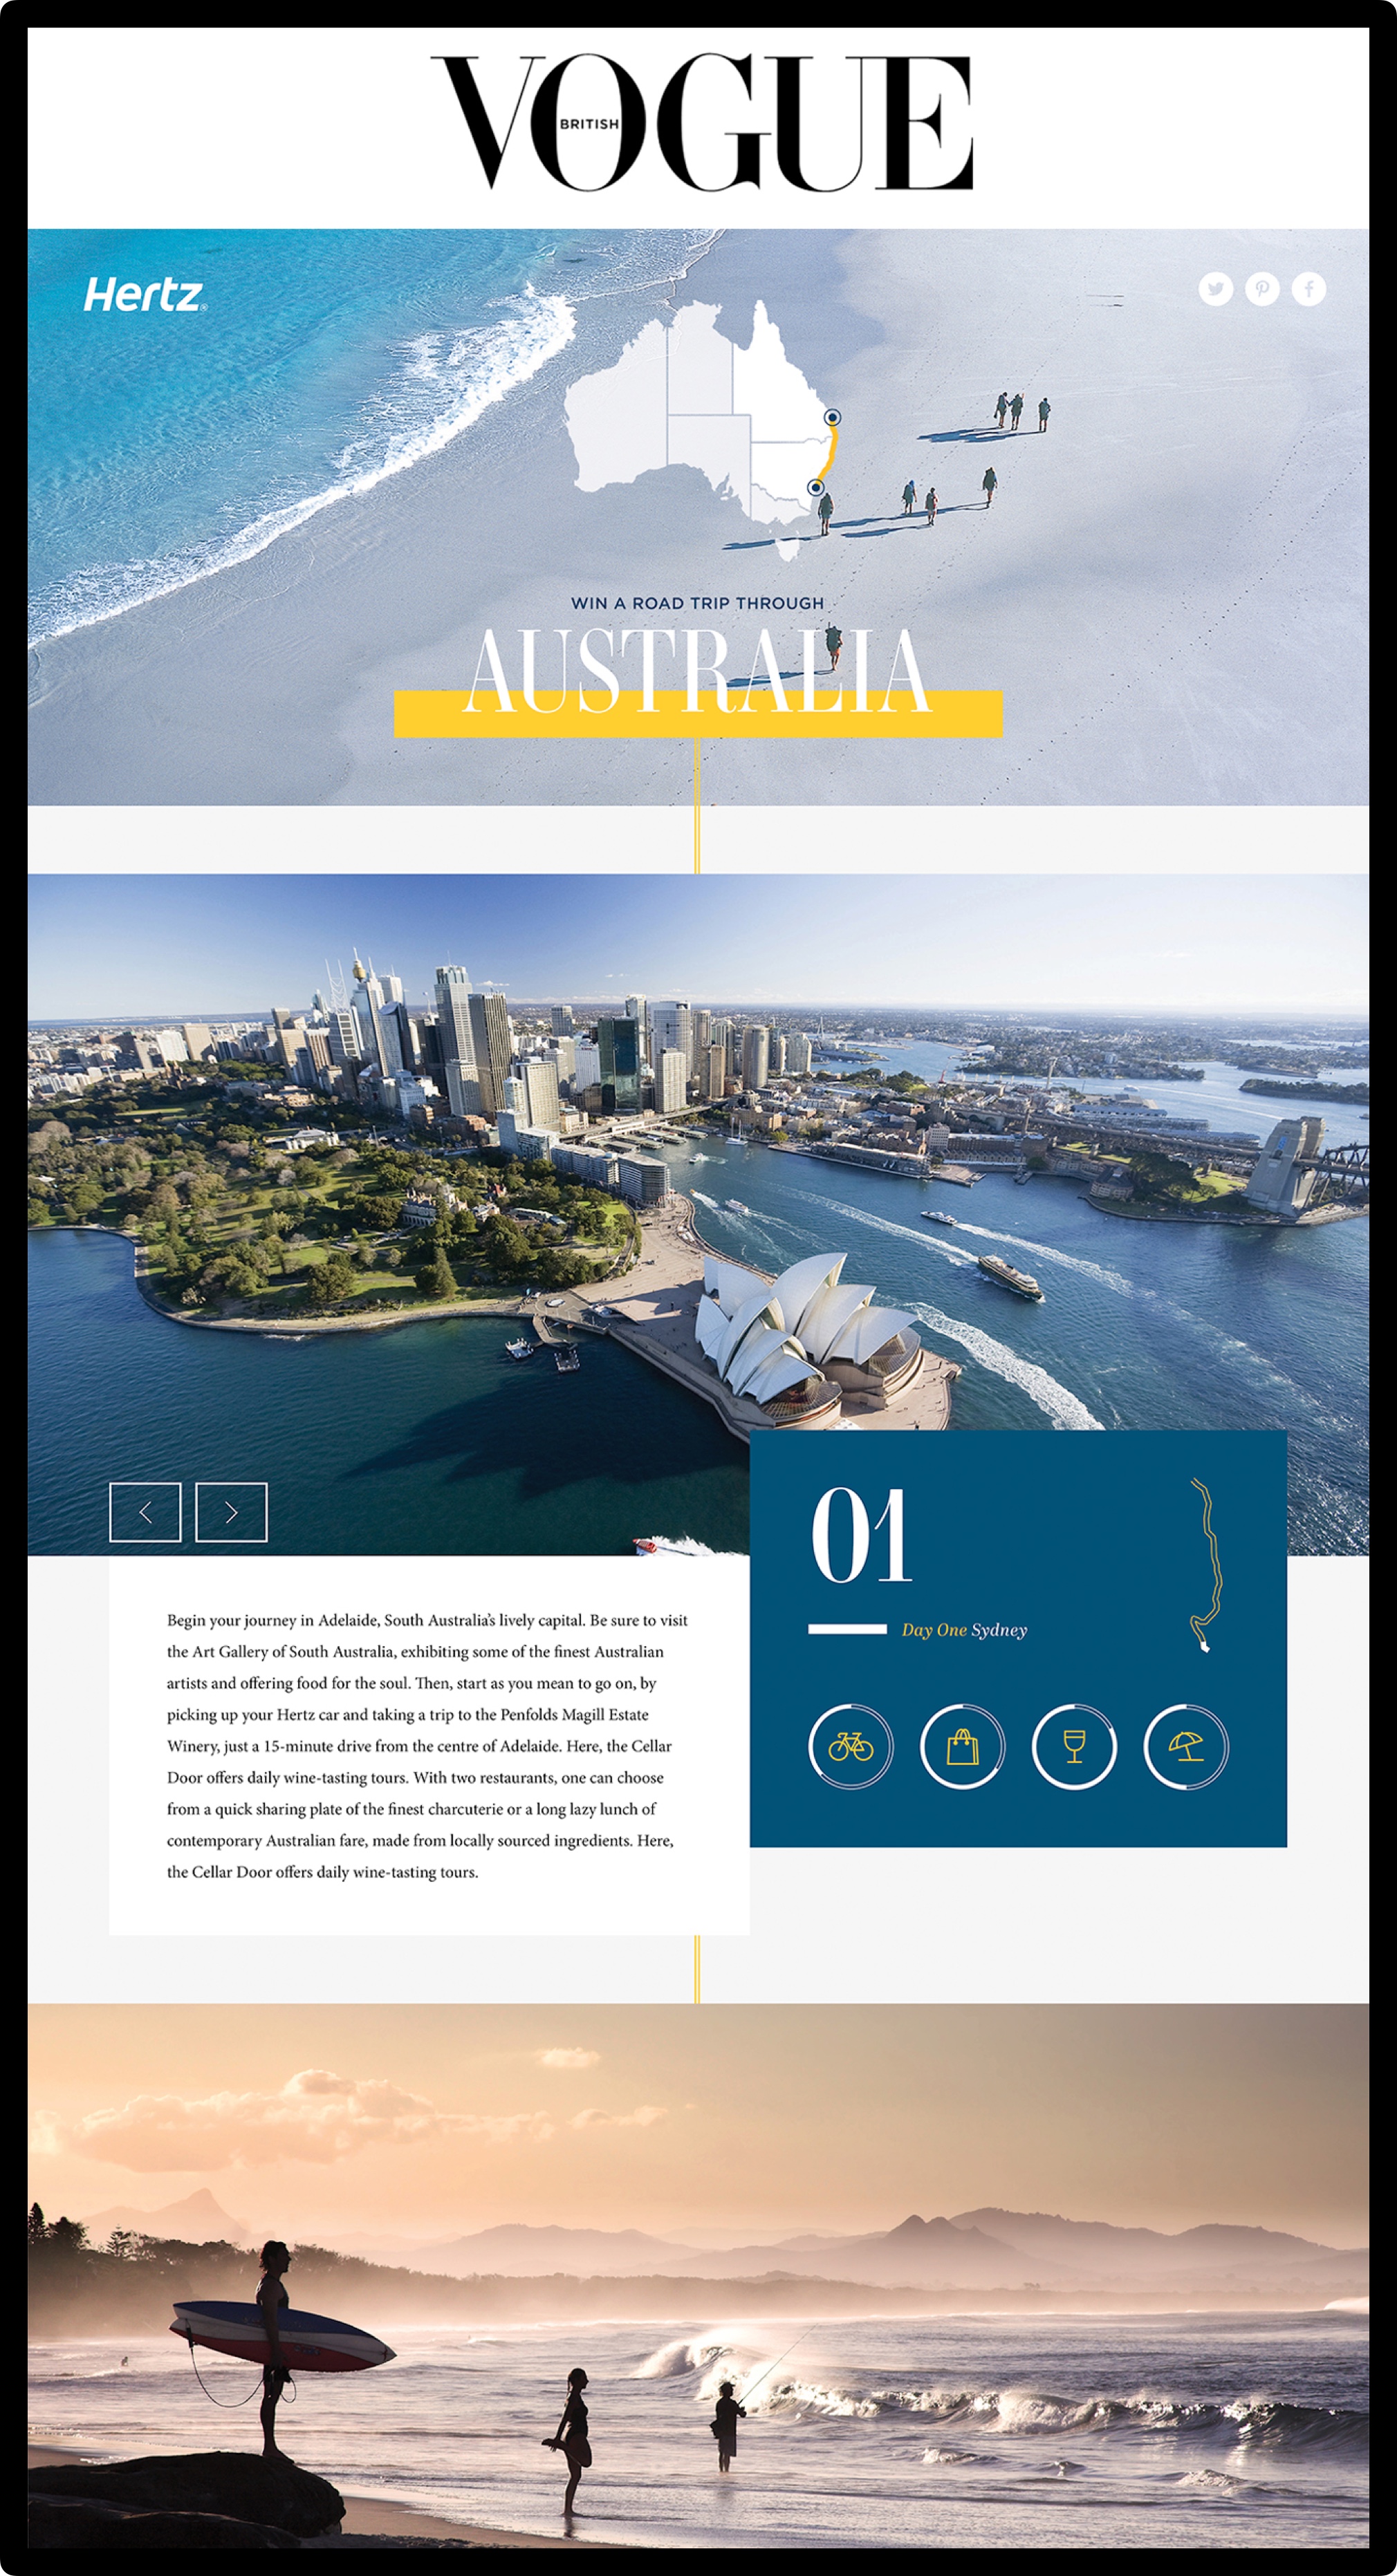 VOGUE
BRITISH
Hertz®
WIN A ROAD TRIP THROUGH
AUSTRALIA
01
Day One Sydney
Begin your journey in Adelaide, South Australia’s lively capital. Be sure to visit
the Art Gallery of South Australia, exhibiting some of the finest Australian
artists and offering food for the soul. Then, start as you mean to go on, by
picking up your Hertz car and taking a trip to the Penfolds Magill Estate
Winery, just a 15-minute drive from the centre of Adelaide. Here, the Cellar
Door offers daily wine-tasting tours. With two restaurants, one can choose
from a quick sharing plate of the finest charcuterie or a long lazy lunch of
contemporary Australian fare, made from locally sourced ingredients. Here,
the Cellar Door offers daily wine-tasting tours.